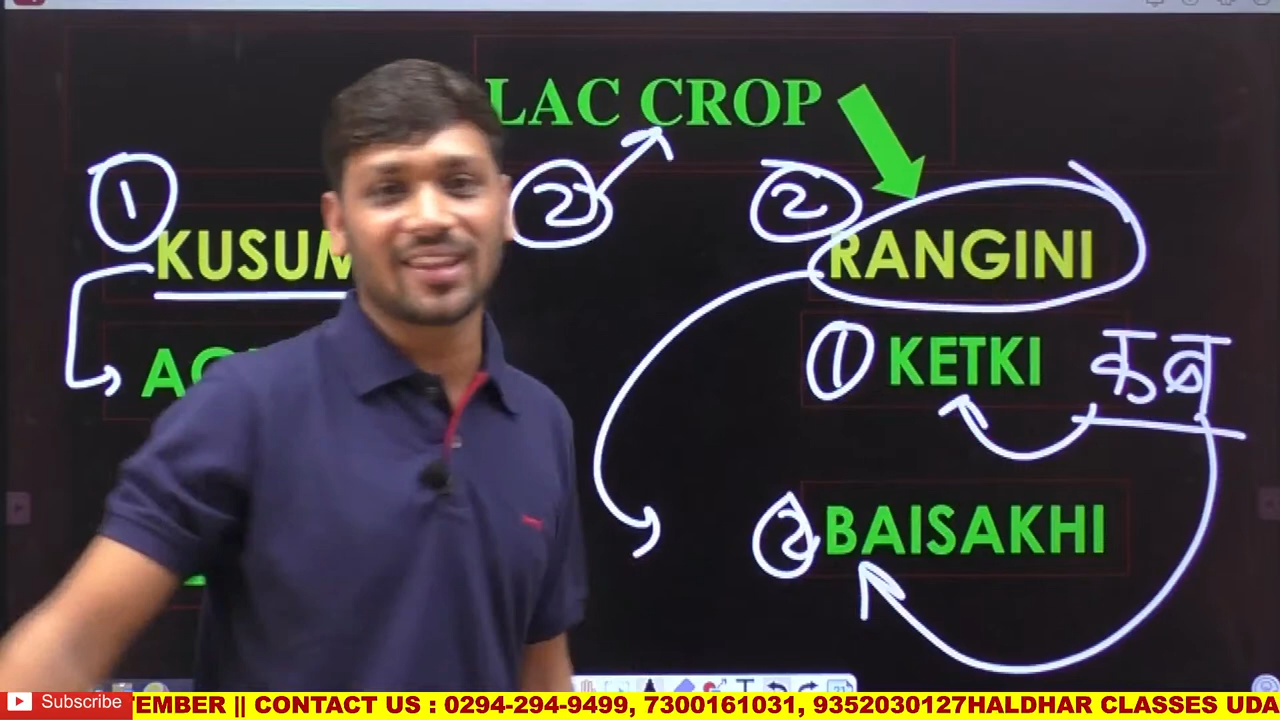 LAC CROP
① ② ②
KUSUM RANGINI
① KETKI कब
② BAISAKHI
Subscribe TEMBER || CONTACT US : 0294-294-9499, 7300161031, 9352030127HALDHAR CLASSES UDA